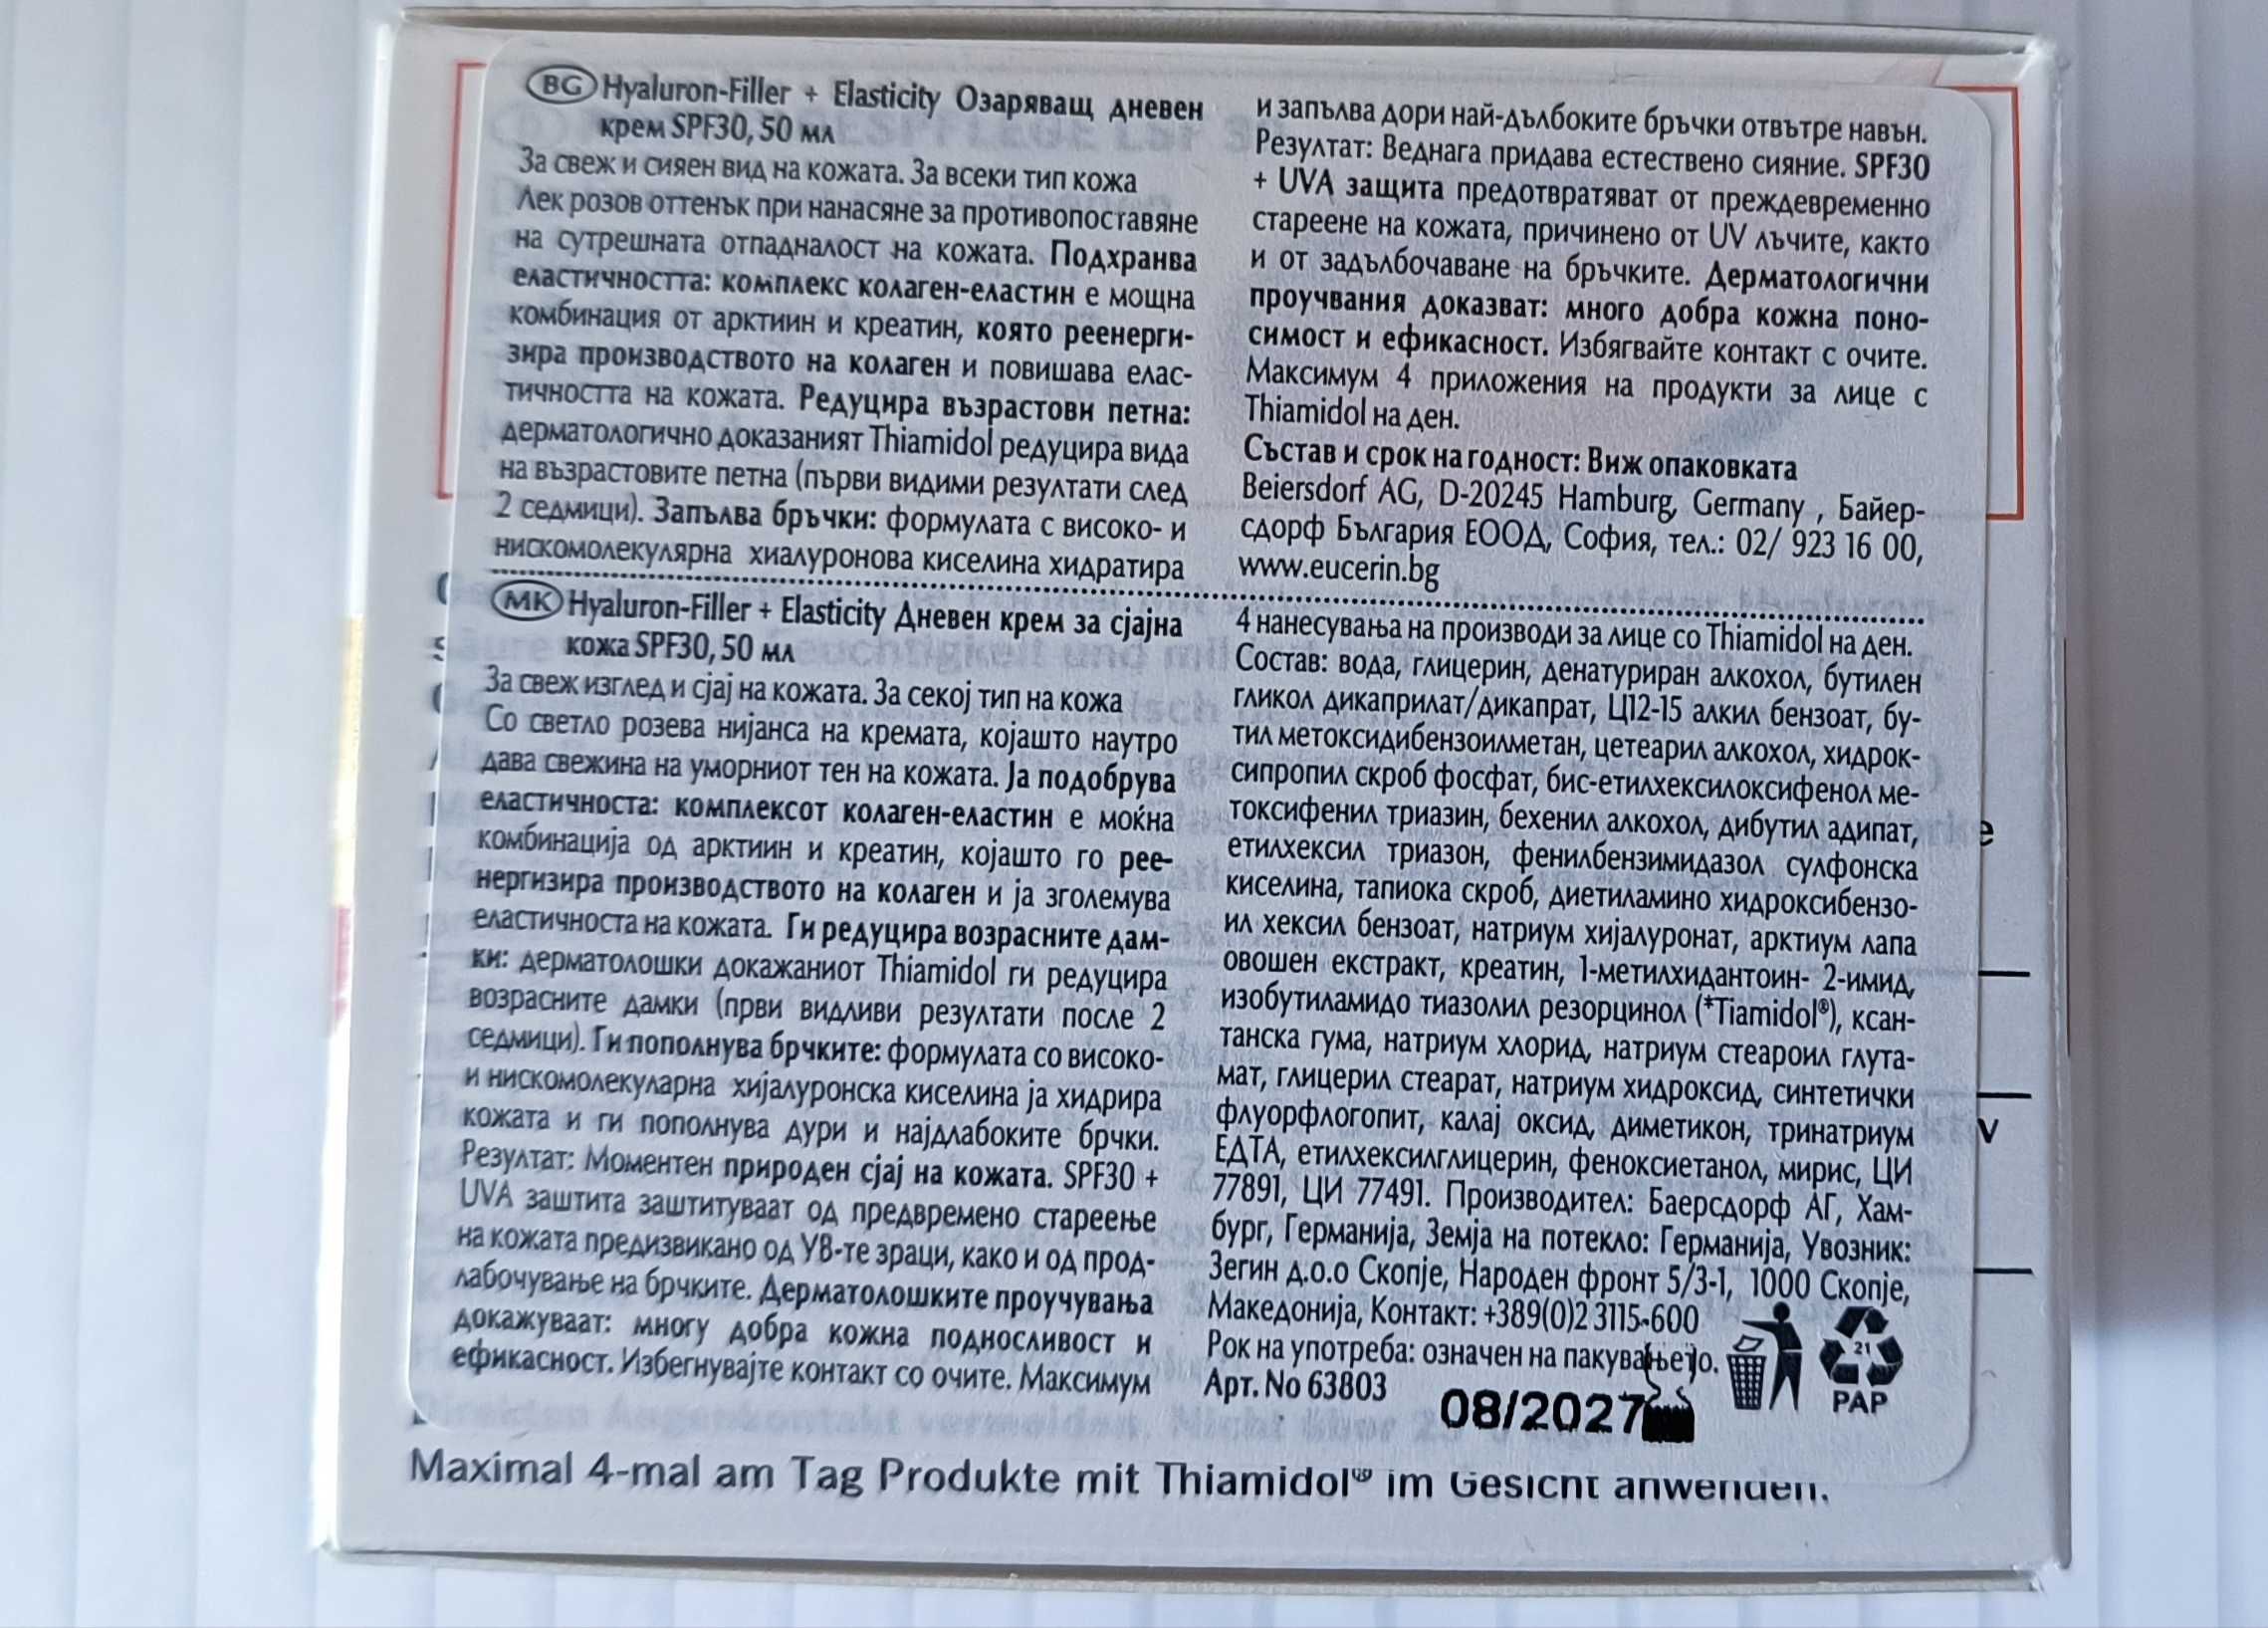 BG Hyaluron-Filler + Elasticity Озаряващ дневен
крем SPF30, 50 мл
За свеж и сияен вид на кожата. За всеки тип кожа
Лек розов оттенък при нанасяне за противопоставяне
на сутрешната отпадналост на кожата. Подхранва
еластичността: комплекс колаген-еластин е мощна
комбинация от арктиин и креатин, която реенерги-
зира производството на колаген и повишава елас-
тичността на кожата. Редуцира възрастови петна:
дерматологично доказаният Thiamidol редуцира вида
на възрастовите петна (първи видими резултати след
2 седмици). Запълва бръчки: формулата с високо- и
нискомолекулярна хиалуронова киселина хидратира
и запълва дори най-дълбоките бръчки отвътре навън.
Резултат: Веднага придава естествено сияние. SPF30
+ UVA защита предотвратяват от преждевременно
стареене на кожата, причинено от UV лъчите, както
и от задълбочаване на бръчките. Дерматологични
проучвания доказват: много добра кожна поно-
симост и ефикасност. Избягвайте контакт с очите.
Максимум 4 приложения на продукти за лице с
Thiamidol на ден.
Състав и срок на годност: Виж опаковката
Beiersdorf AG, D-20245 Hamburg, Germany , Байер-
сдорф България ЕООД, София, тел.: 02/ 923 16 00,
www.eucerin.bg
MK Hyaluron-Filler + Elasticity Дневен крем за сјајна
кожа SPF30, 50 мл
За свеж изглед и сјај на кожата. За секој тип на кожа
Со светло розева нијанса на кремата, којашто наутро
дава свежина на уморниот тен на кожата. Ја подобрува
еластичноста: комплексот колаген-еластин е моќна
комбинација од арктиин и креатин, којашто го рее-
нергизира производството на колаген и ја зголемува
еластичноста на кожата. Ги редуцира возрасните дам-
ки: дерматолошки докажаниот Thiamidol ги редуцира
возрасните дамки (први видливи резултати после 2
седмици). Ги пополнува брчките: формулата со високо-
и нискомолекуларна хијалуронска киселина ја хидрира
кожата и ги пополнува дури и најдлабоките брчки.
Резултат: Моментен природен сјај на кожата. SPF30 +
UVA заштита заштитуваат од предвремено стареење
на кожата предизвикано од УВ-те зраци, како и од прод-
лабочување на брчките. Дерматолошките проучувања
докажуваат: многу добра кожна подносливост и
ефикасност. Избегнувајте контакт со очите. Максимум
4 нанесувања на производи за лице со Thiamidol на ден.
Состав: вода, глицерин, денатуриран алкохол, бутилен
гликол дикаприлат/дикапрат, Ц12-15 алкил бензоат, бу-
тил метоксидибензоилметан, цетеарил алкохол, хидрок-
сипропил скроб фосфат, бис-етилхексилоксифенол ме-
токсифенил триазин, бехенил алкохол, дибутил адипат,
етилхексил триазон, фенилбензимидазол сулфонска
киселина, тапиока скроб, диетиламино хидроксибензо-
ил хексил бензоат, натриум хијалуронат, арктиум лапа
овошен екстракт, креатин, 1-метилхидантоин- 2-имид,
изобутиламидо тиазолил резорцинол (*Tiamidol®), ксан-
танска гума, натриум хлорид, натриум стеароил глута-
мат, глицерил стеарат, натриум хидроксид, синтетички
флуорфлогопит, калај оксид, диметикон, тринатриум
ЕДТА, етилхексилглицерин, феноксиетанол, мирис, ЦИ
77891, ЦИ 77491. Производител: Баерсдорф АГ, Хам-
бург, Германија, Земја на потекло: Германија, Увозник:
Зегин д.о.о Скопје, Народен фронт 5/3-1, 1000 Скопје,
Македонија, Контакт: +389(0)2 3115-600
Рок на употреба: означен на пакувањето.
Арт. No 63803
08/2027
21
PAP
Maximal 4-mal am Tag Produkte mit Thiamidol® im Gesicht anwenden.